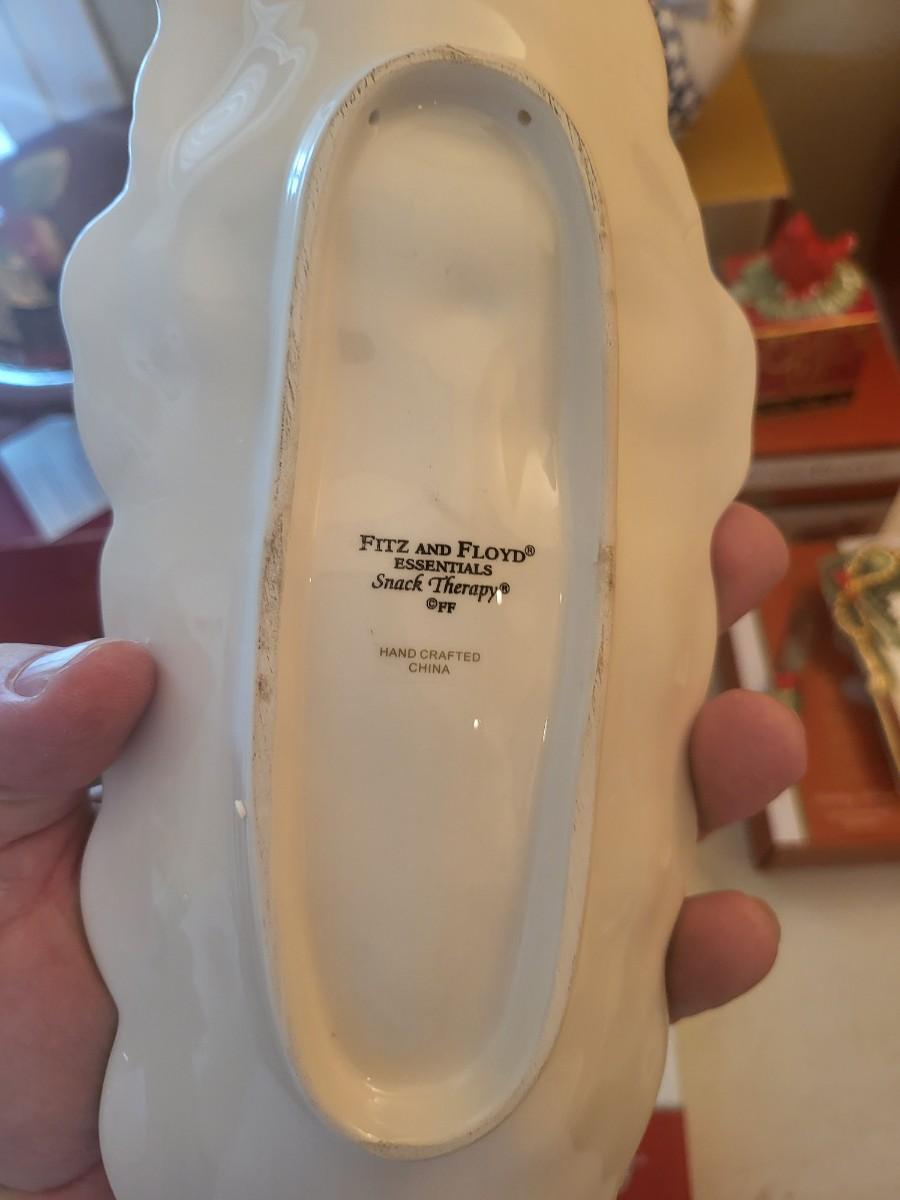 FITZ AND FLOYD®
ESSENTIALS
Snack Therapy®
©FF
HAND CRAFTED
CHINA